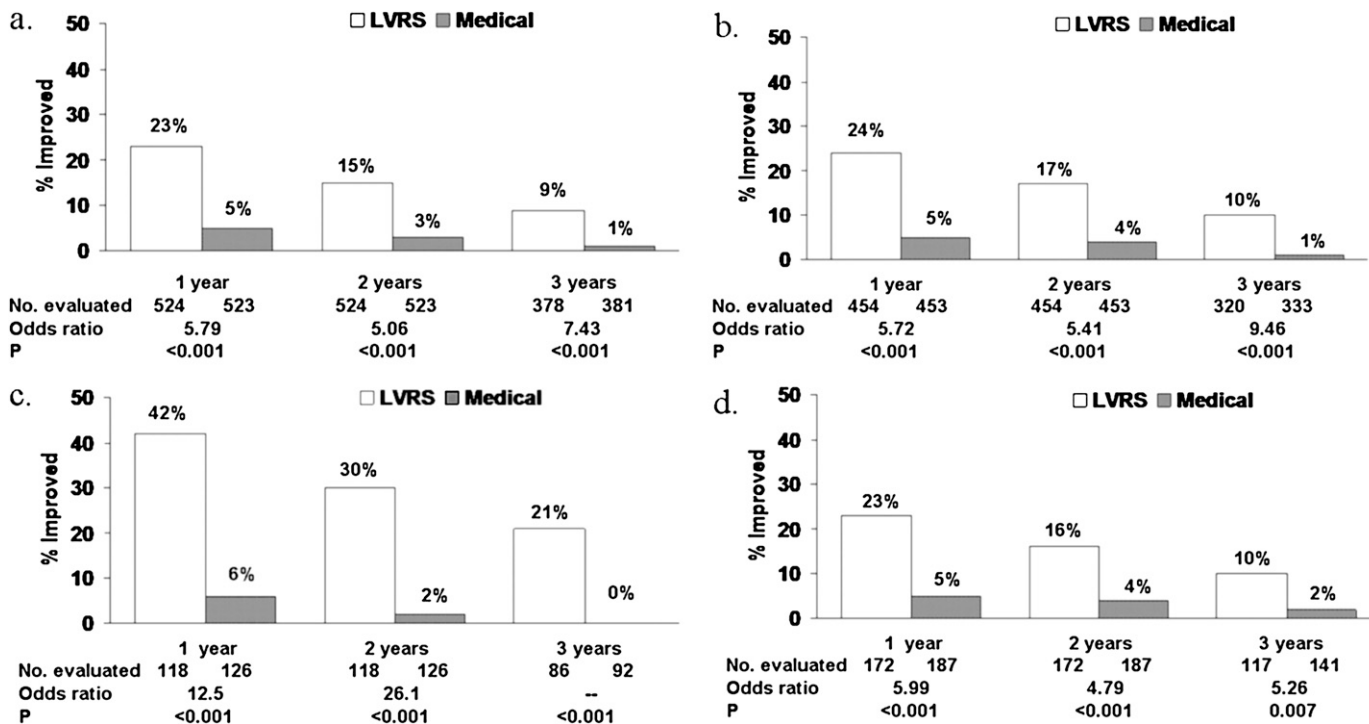 a.
LVRS Medical
50
40
30
20
10
0
% Improved
23%
5%
15%
3%
9%
1%
1 year 2 years 3 years
No. evaluated 524 523 524 523 378 381
Odds ratio 5.79 5.06 7.43
P <0.001 <0.001 <0.001
b.
LVRS Medical
50
40
30
20
10
0
% Improved
24%
5%
17%
4%
10%
1%
1 year 2 years 3 years
No. evaluated 454 453 454 453 320 333
Odds ratio 5.72 5.41 9.46
P <0.001 <0.001 <0.001
c.
LVRS Medical
50
40
30
20
10
0
% Improved
42%
6%
30%
2%
21%
0%
1 year 2 years 3 years
No. evaluated 118 126 118 126 86 92
Odds ratio 12.5 26.1 --
P <0.001 <0.001 <0.001
d.
LVRS Medical
50
40
30
20
10
0
% Improved
23%
5%
16%
4%
10%
2%
1 year 2 years 3 years
No. evaluated 172 187 172 187 117 141
Odds ratio 5.99 4.79 5.26
P <0.001 <0.001 0.007